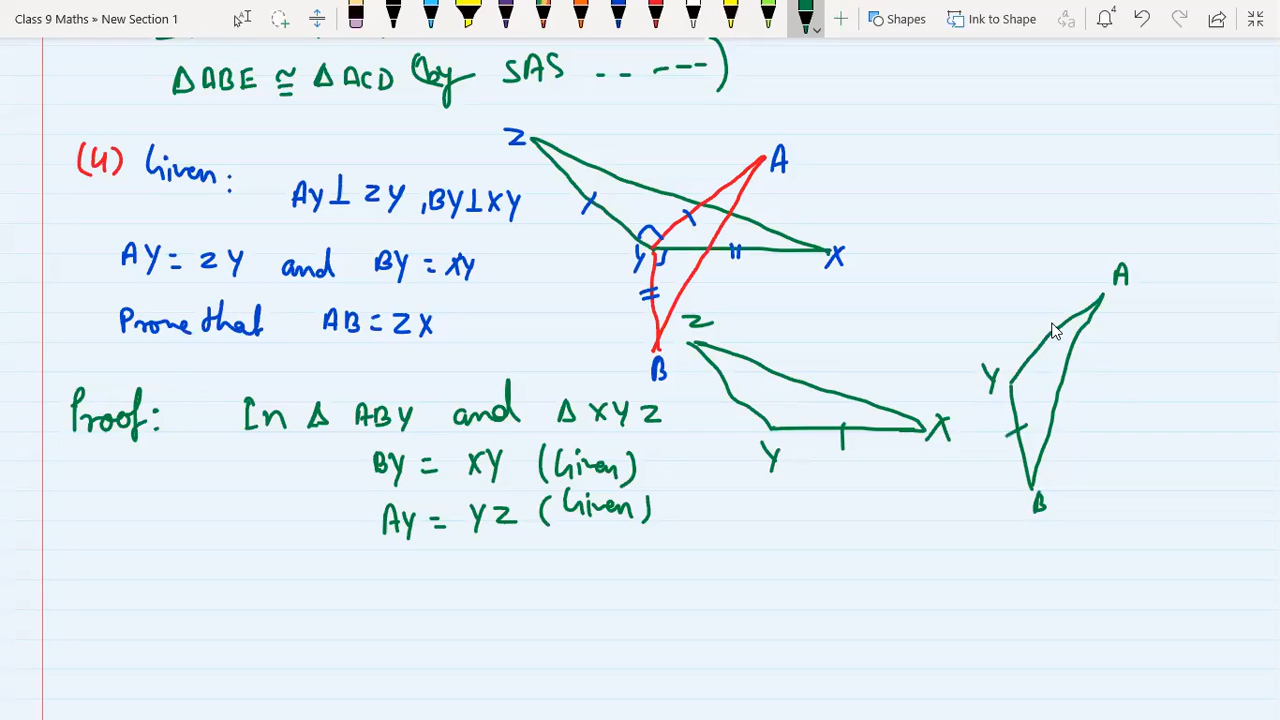 Class 9 Maths » New Section 1
Shapes
Ink to Shape
ΔABE ≅ ΔACD (by SAS .. ---)
(4) Given:
AY⊥ZY, BY⊥XY
AY = ZY and BY = XY
Prove that AB = ZX
Z
A
Y
X
B
Z
Y
X
A
Y
B
Proof: In Δ ABY and Δ XYZ
BY = XY (Given)
AY = YZ (Given)